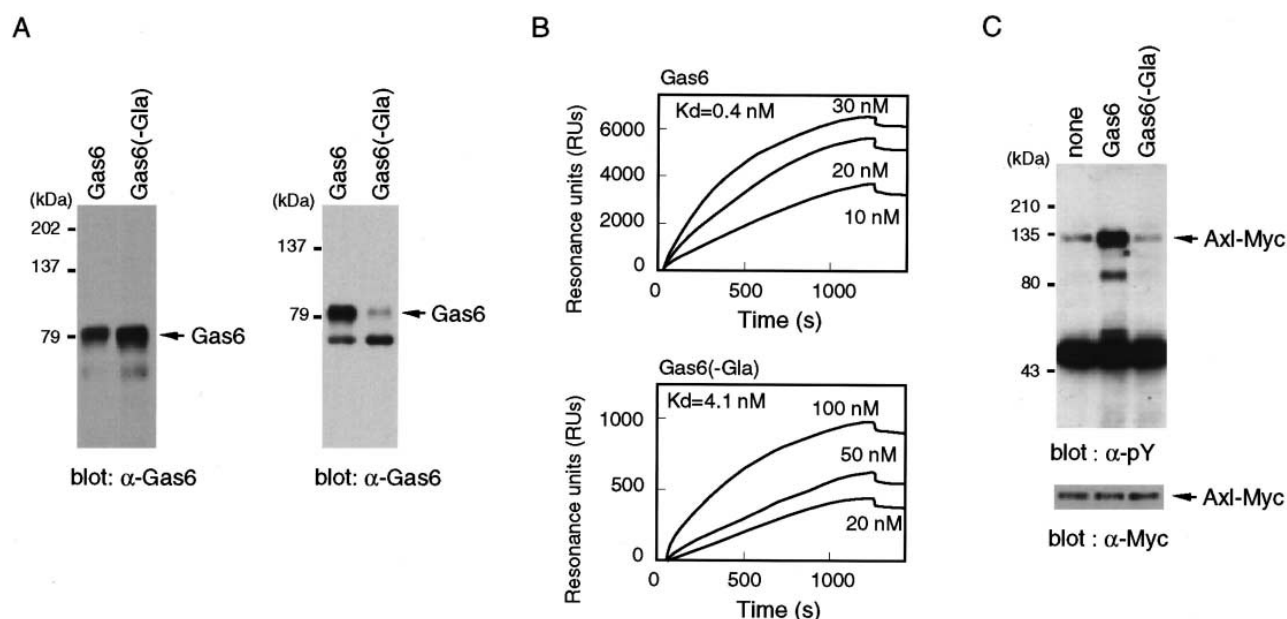 A
Gas6
Gas6(-Gla)
(kDa)
202
137
79
Gas6
blot: α-Gas6
Gas6
Gas6(-Gla)
(kDa)
137
79
Gas6
blot: α-Gas6
B
Gas6
Kd=0.4 nM
30 nM
20 nM
10 nM
Resonance units (RUs)
6000
4000
2000
0
0
500
1000
Time (s)
Gas6(-Gla)
Kd=4.1 nM
100 nM
50 nM
20 nM
Resonance units (RUs)
1000
500
0
0
500
1000
Time (s)
C
none
Gas6
Gas6(-Gla)
(kDa)
210
135
80
43
Axl-Myc
blot : α-pY
Axl-Myc
blot : α-Myc